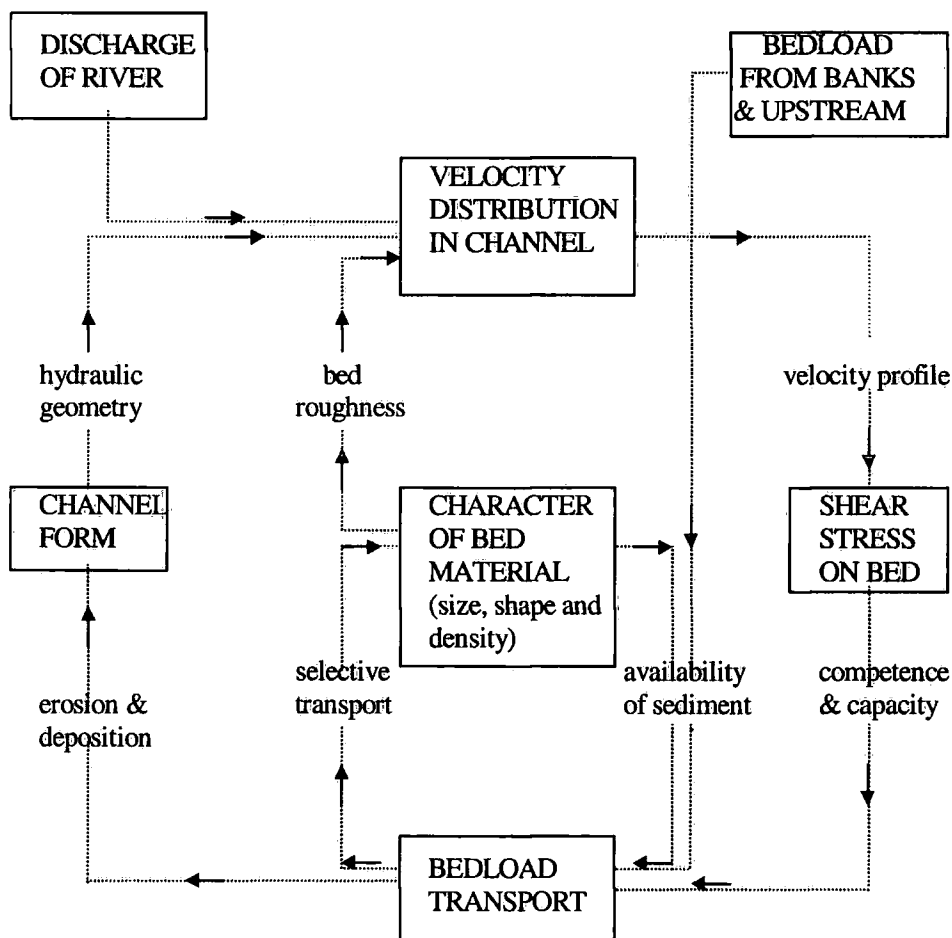 DISCHARGE
OF RIVER
BEDLOAD
FROM BANKS
& UPSTREAM
VELOCITY
DISTRIBUTION
IN CHANNEL
hydraulic
geometry
bed
roughness
velocity profile
CHANNEL
FORM
CHARACTER
OF BED
MATERIAL
(size, shape and
density)
SHEAR
STRESS
ON BED
erosion &
deposition
selective
transport
availability
of sediment
competence
& capacity
BEDLOAD
TRANSPORT